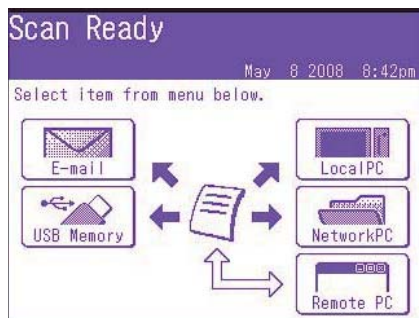 Scan Ready
May 8 2008 8:42pm
Select item from menu below.
E-mail
LocalPC
USB Memory
NetworkPC
Remote PC